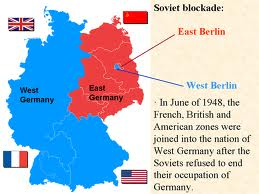 Soviet blockade:
East Berlin
West Berlin
West
Germany
East
Germany
· In June of 1948, the
French, British and
American zones were
joined into the nation of
West Germany after the
Soviets refused to end
their occupation of
Germany.